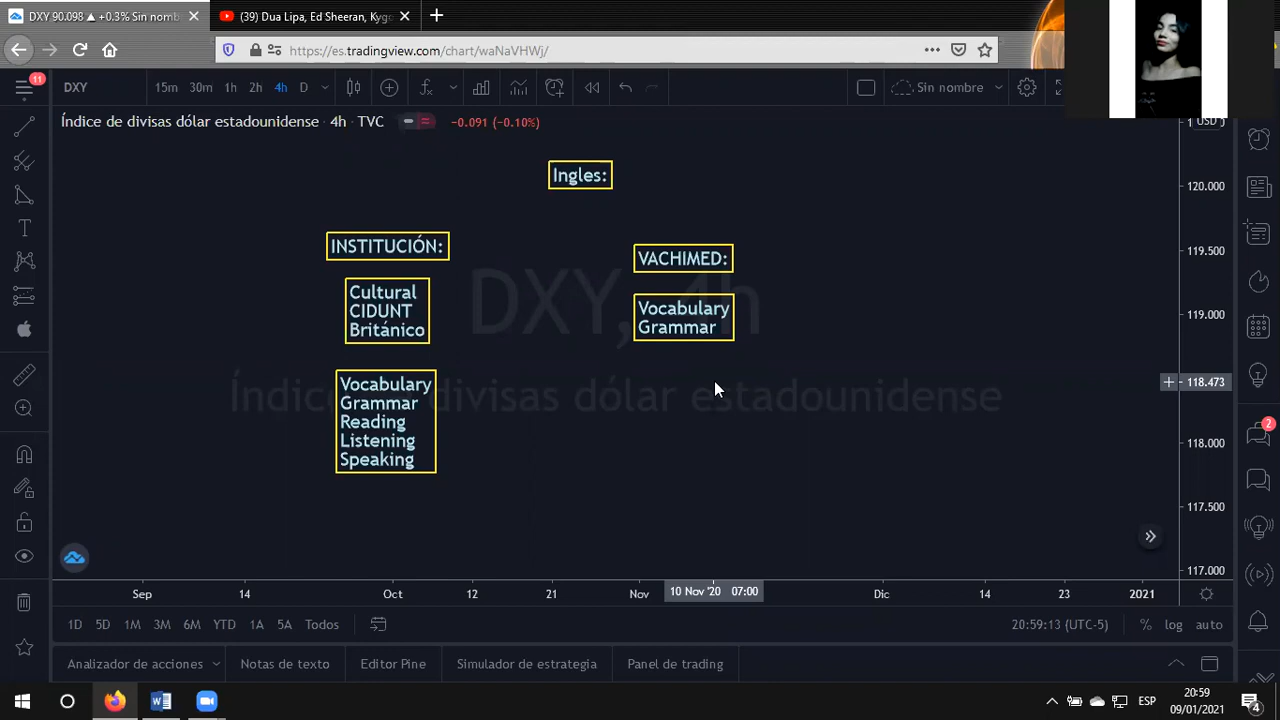 DXY 90.098 ▲ +0.3% Sin nomb
(39) Dua Lipa, Ed Sheeran, Kygo
https://es.tradingview.com/chart/waNaVHWj/
11
DXY
15m 30m 1h 2h 4h D
Sin nombre
Índice de divisas dólar estadounidense · 4h · TVC
−0.091 (−0.10%)
USD
Ingles:
120.000
INSTITUCIÓN:
VACHIMED:
119.500
Cultural
CIDUNT
Británico
Vocabulary
Grammar
119.000
DXY, 4h
Índice de divisas dólar estadounidense
118.473
Vocabulary
Grammar
Reading
Listening
Speaking
2
118.000
117.500
117.000
Sep 14 Oct 12 21 Nov 10 Nov '20 07:00 Dic 14 23 2021
1D 5D 1M 3M 6M YTD 1A 5A Todos
20:59:13 (UTC-5) % log auto
Analizador de acciones Notas de texto Editor Pine Simulador de estrategia Panel de trading
ESP
20:59
09/01/2021
4